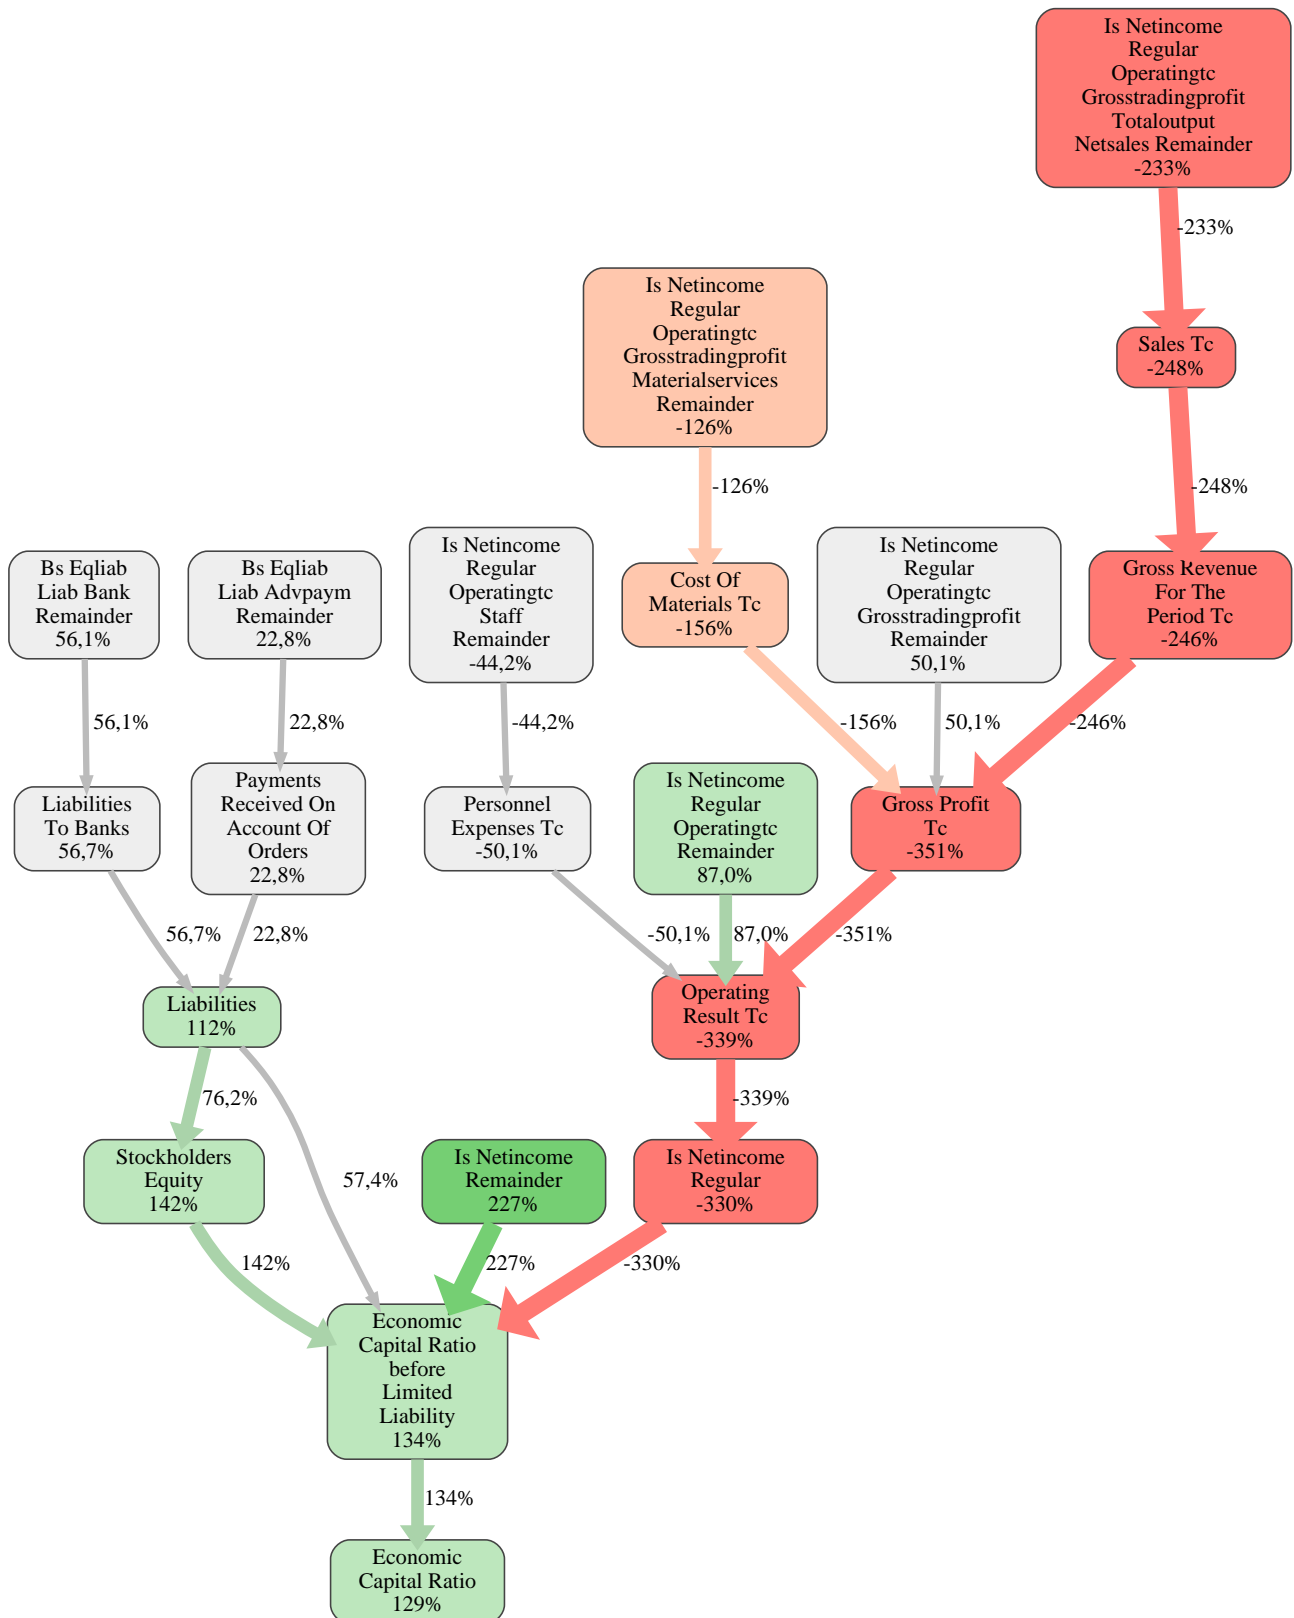 Is Netincome
Regular
Operatingtc
Grosstradingprofit
Totaloutput
Netsales Remainder
-233%
-233%
Is Netincome
Regular
Operatingtc
Grosstradingprofit
Materialservices
Remainder
-126%
Sales Tc
-248%
-126%
-248%
Bs Eqliab
Liab Bank
Remainder
56,1%
Bs Eqliab
Liab Advpaym
Remainder
22,8%
Is Netincome
Regular
Operatingtc
Staff
Remainder
-44,2%
Cost Of
Materials Tc
-156%
Is Netincome
Regular
Operatingtc
Grosstradingprofit
Remainder
50,1%
Gross Revenue
For The
Period Tc
-246%
56,1%
22,8%
-44,2%
-156%
50,1%
-246%
Liabilities
To Banks
56,7%
Payments
Received On
Account Of
Orders
22,8%
Personnel
Expenses Tc
-50,1%
Is Netincome
Regular
Operatingtc
Remainder
87,0%
Gross Profit
Tc
-351%
56,7%
22,8%
-50,1%
87,0%
-351%
Liabilities
112%
Operating
Result Tc
-339%
76,2%
-339%
Stockholders
Equity
142%
57,4%
Is Netincome
Remainder
227%
Is Netincome
Regular
-330%
142%
227%
-330%
Economic
Capital Ratio
before
Limited
Liability
134%
134%
Economic
Capital Ratio
129%